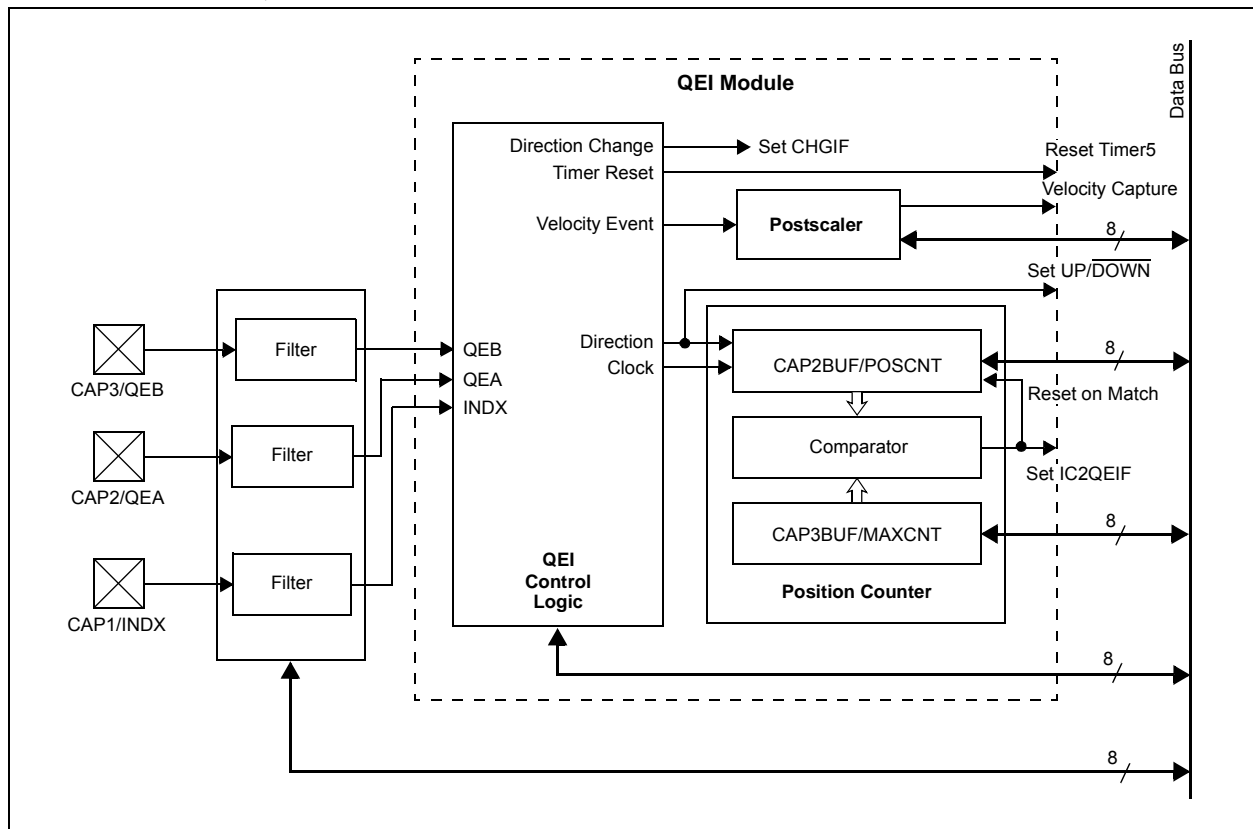 QEI Module
Data Bus
Direction Change
Set CHGIF
Timer Reset
Reset Timer5
Velocity Capture
Velocity Event
Postscaler
8
Set UP/DOWN
CAP3/QEB
Filter
QEB
QEA
INDX
Direction
Clock
CAP2BUF/POSCNT
8
Reset on Match
CAP2/QEA
Filter
Comparator
Set IC2QEIF
CAP3BUF/MAXCNT
8
CAP1/INDX
Filter
QEI
Control
Logic
Position Counter
8
8